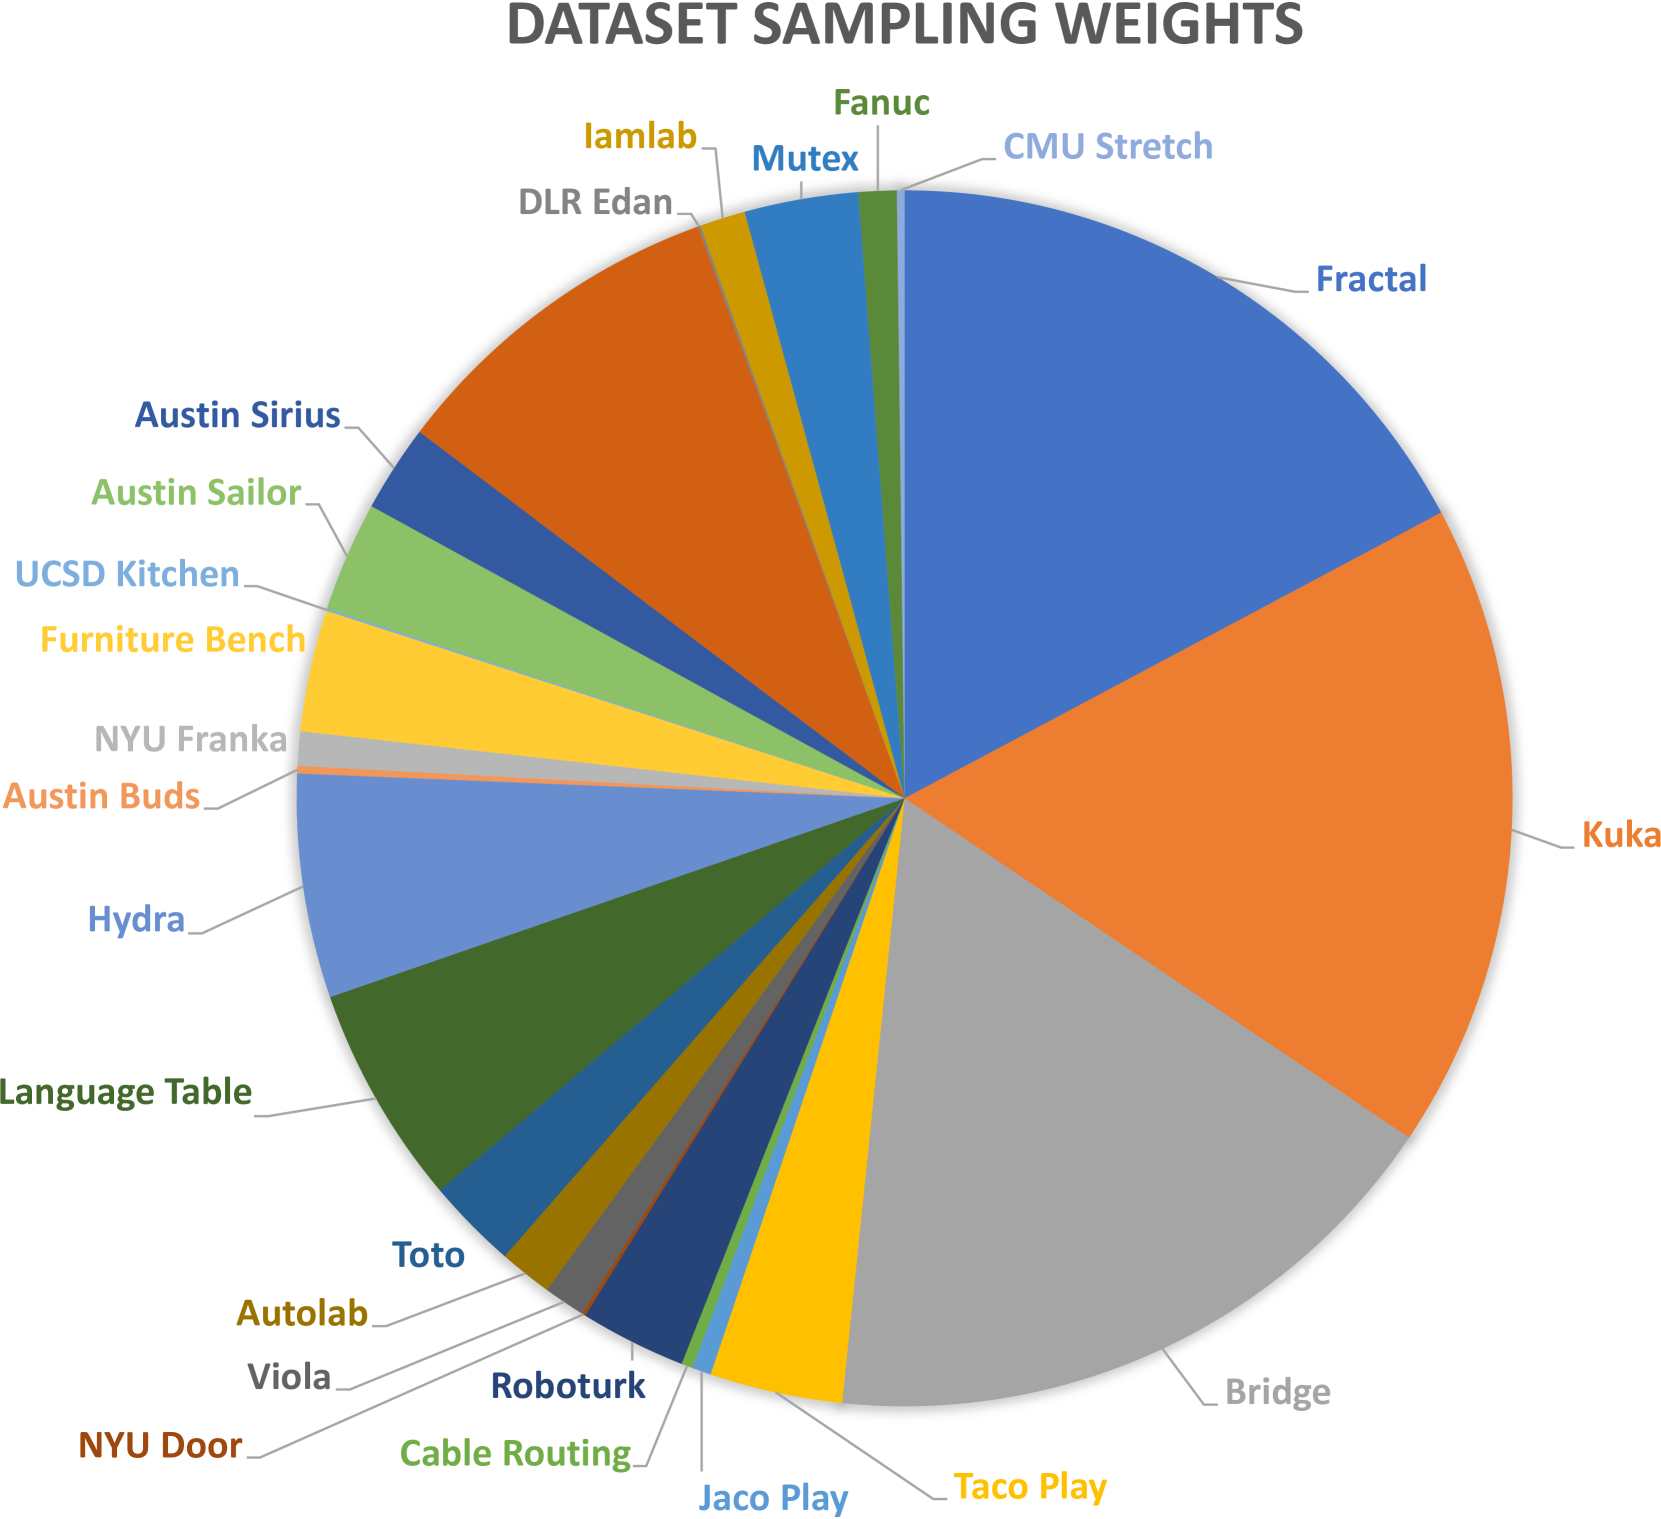 DATASET SAMPLING WEIGHTS
Fanuc
Iamlab
CMU Stretch
Mutex
DLR Edan
Fractal
Austin Sirius
Austin Sailor
UCSD Kitchen
Furniture Bench
NYU Franka
Austin Buds
Kuka
Hydra
Language Table
Toto
Autolab
Viola
Roboturk
Bridge
NYU Door
Cable Routing
Taco Play
Jaco Play